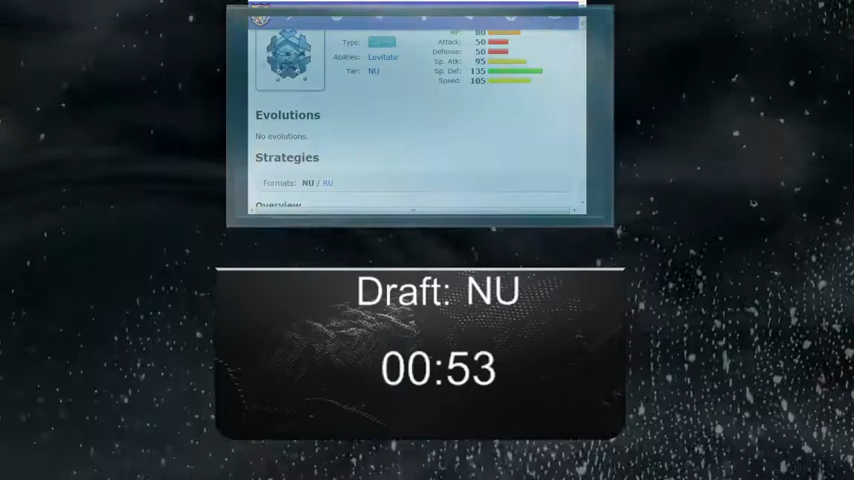 HP: 80
Attack: 50
Type:
Defense: 50
Abilities: Levitate
Sp. Atk: 95
Tier: NU
Sp. Def: 135
Speed: 105
Evolutions
No evolutions.
Strategies
Formats: NU / RU
Overview
Draft: NU
00:53